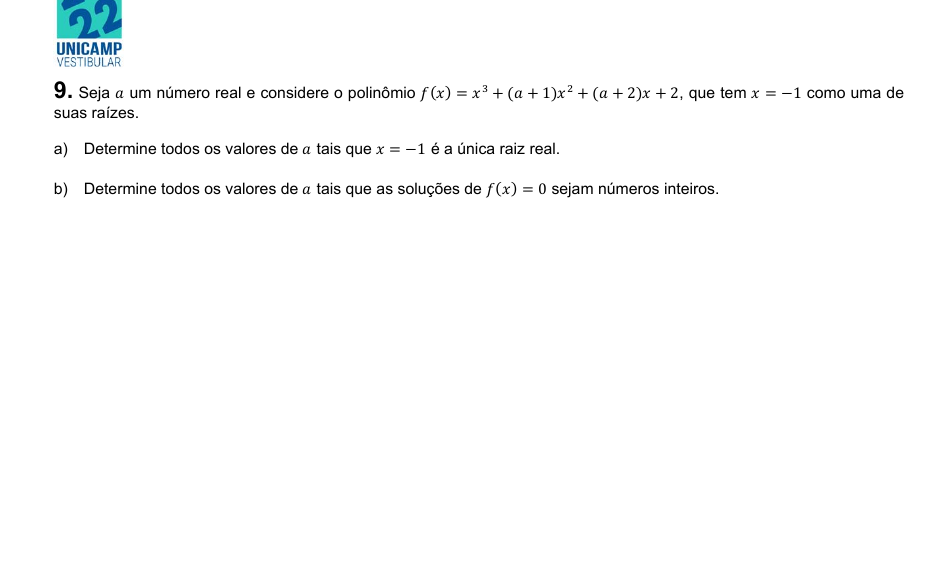 22
UNICAMP
VESTIBULAR
9. Seja a um número real e considere o polinômio f(x) = x³ + (a + 1)x² + (a + 2)x + 2, que tem x = −1 como uma de
suas raízes.
a) Determine todos os valores de a tais que x = −1 é a única raiz real.
b) Determine todos os valores de a tais que as soluções de f(x) = 0 sejam números inteiros.